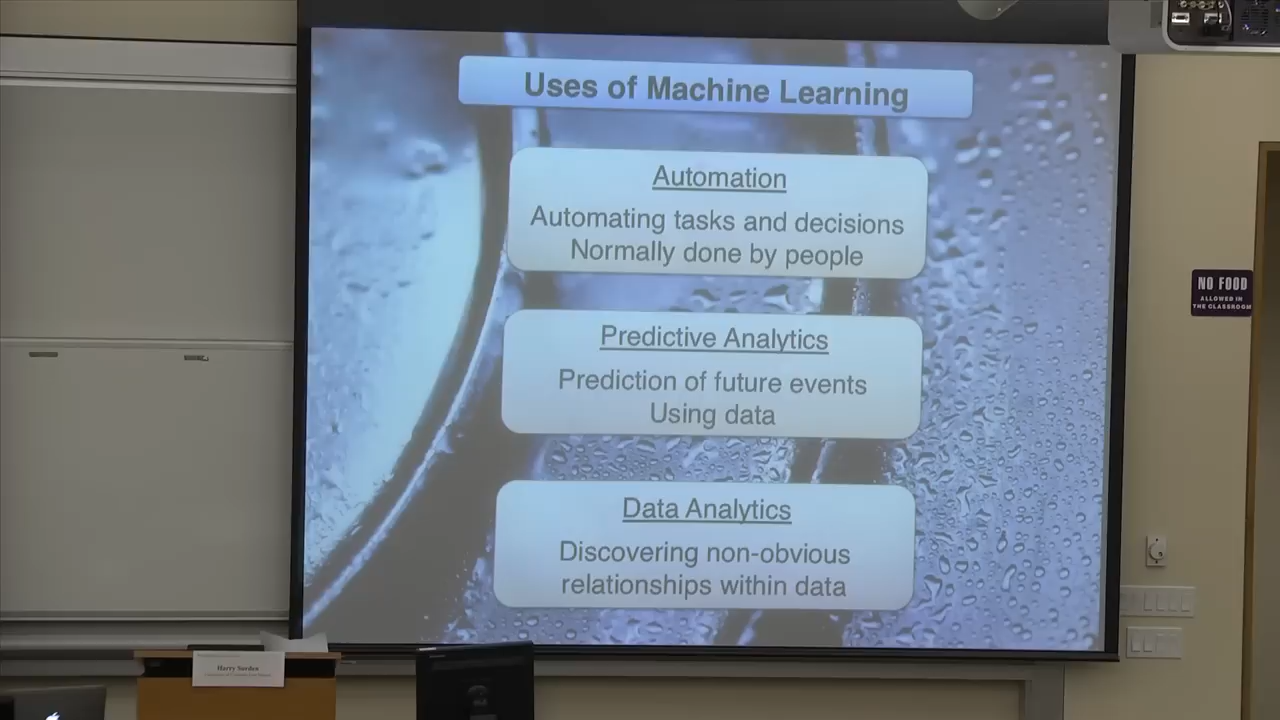 Uses of Machine Learning
Automation
Automating tasks and decisions
Normally done by people
Predictive Analytics
Prediction of future events
Using data
Data Analytics
Discovering non-obvious
relationships within data
NO FOOD
ALLOWED IN
THE CLASSROOM
Harry Surden